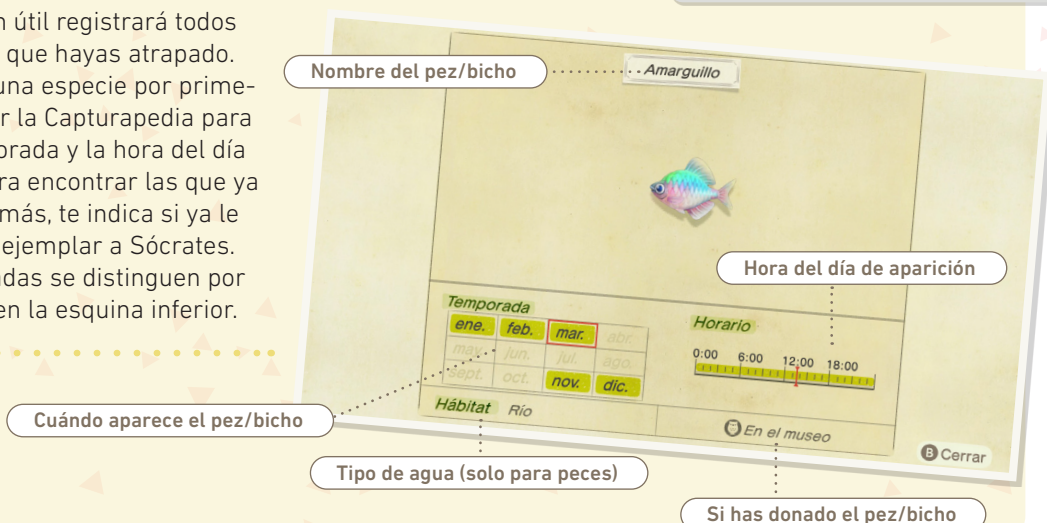 útil registrará todos
que hayas atrapado.
una especie por prime-
r la Capturapedia para
orada y la hora del día
ra encontrar las que ya
más, te indica si ya le
ejemplar a Sócrates.
adas se distinguen por
en la esquina inferior.
Nombre del pez/bicho
Amarguillo
Hora del día de aparición
Temporada
ene. feb. mar. abr.
may. jun. jul. ago.
sept. oct. nov. dic.
Horario
0:00 6:00 12:00 18:00
Cuándo aparece el pez/bicho
Hábitat Río
En el museo
B Cerrar
Tipo de agua (solo para peces)
Si has donado el pez/bicho